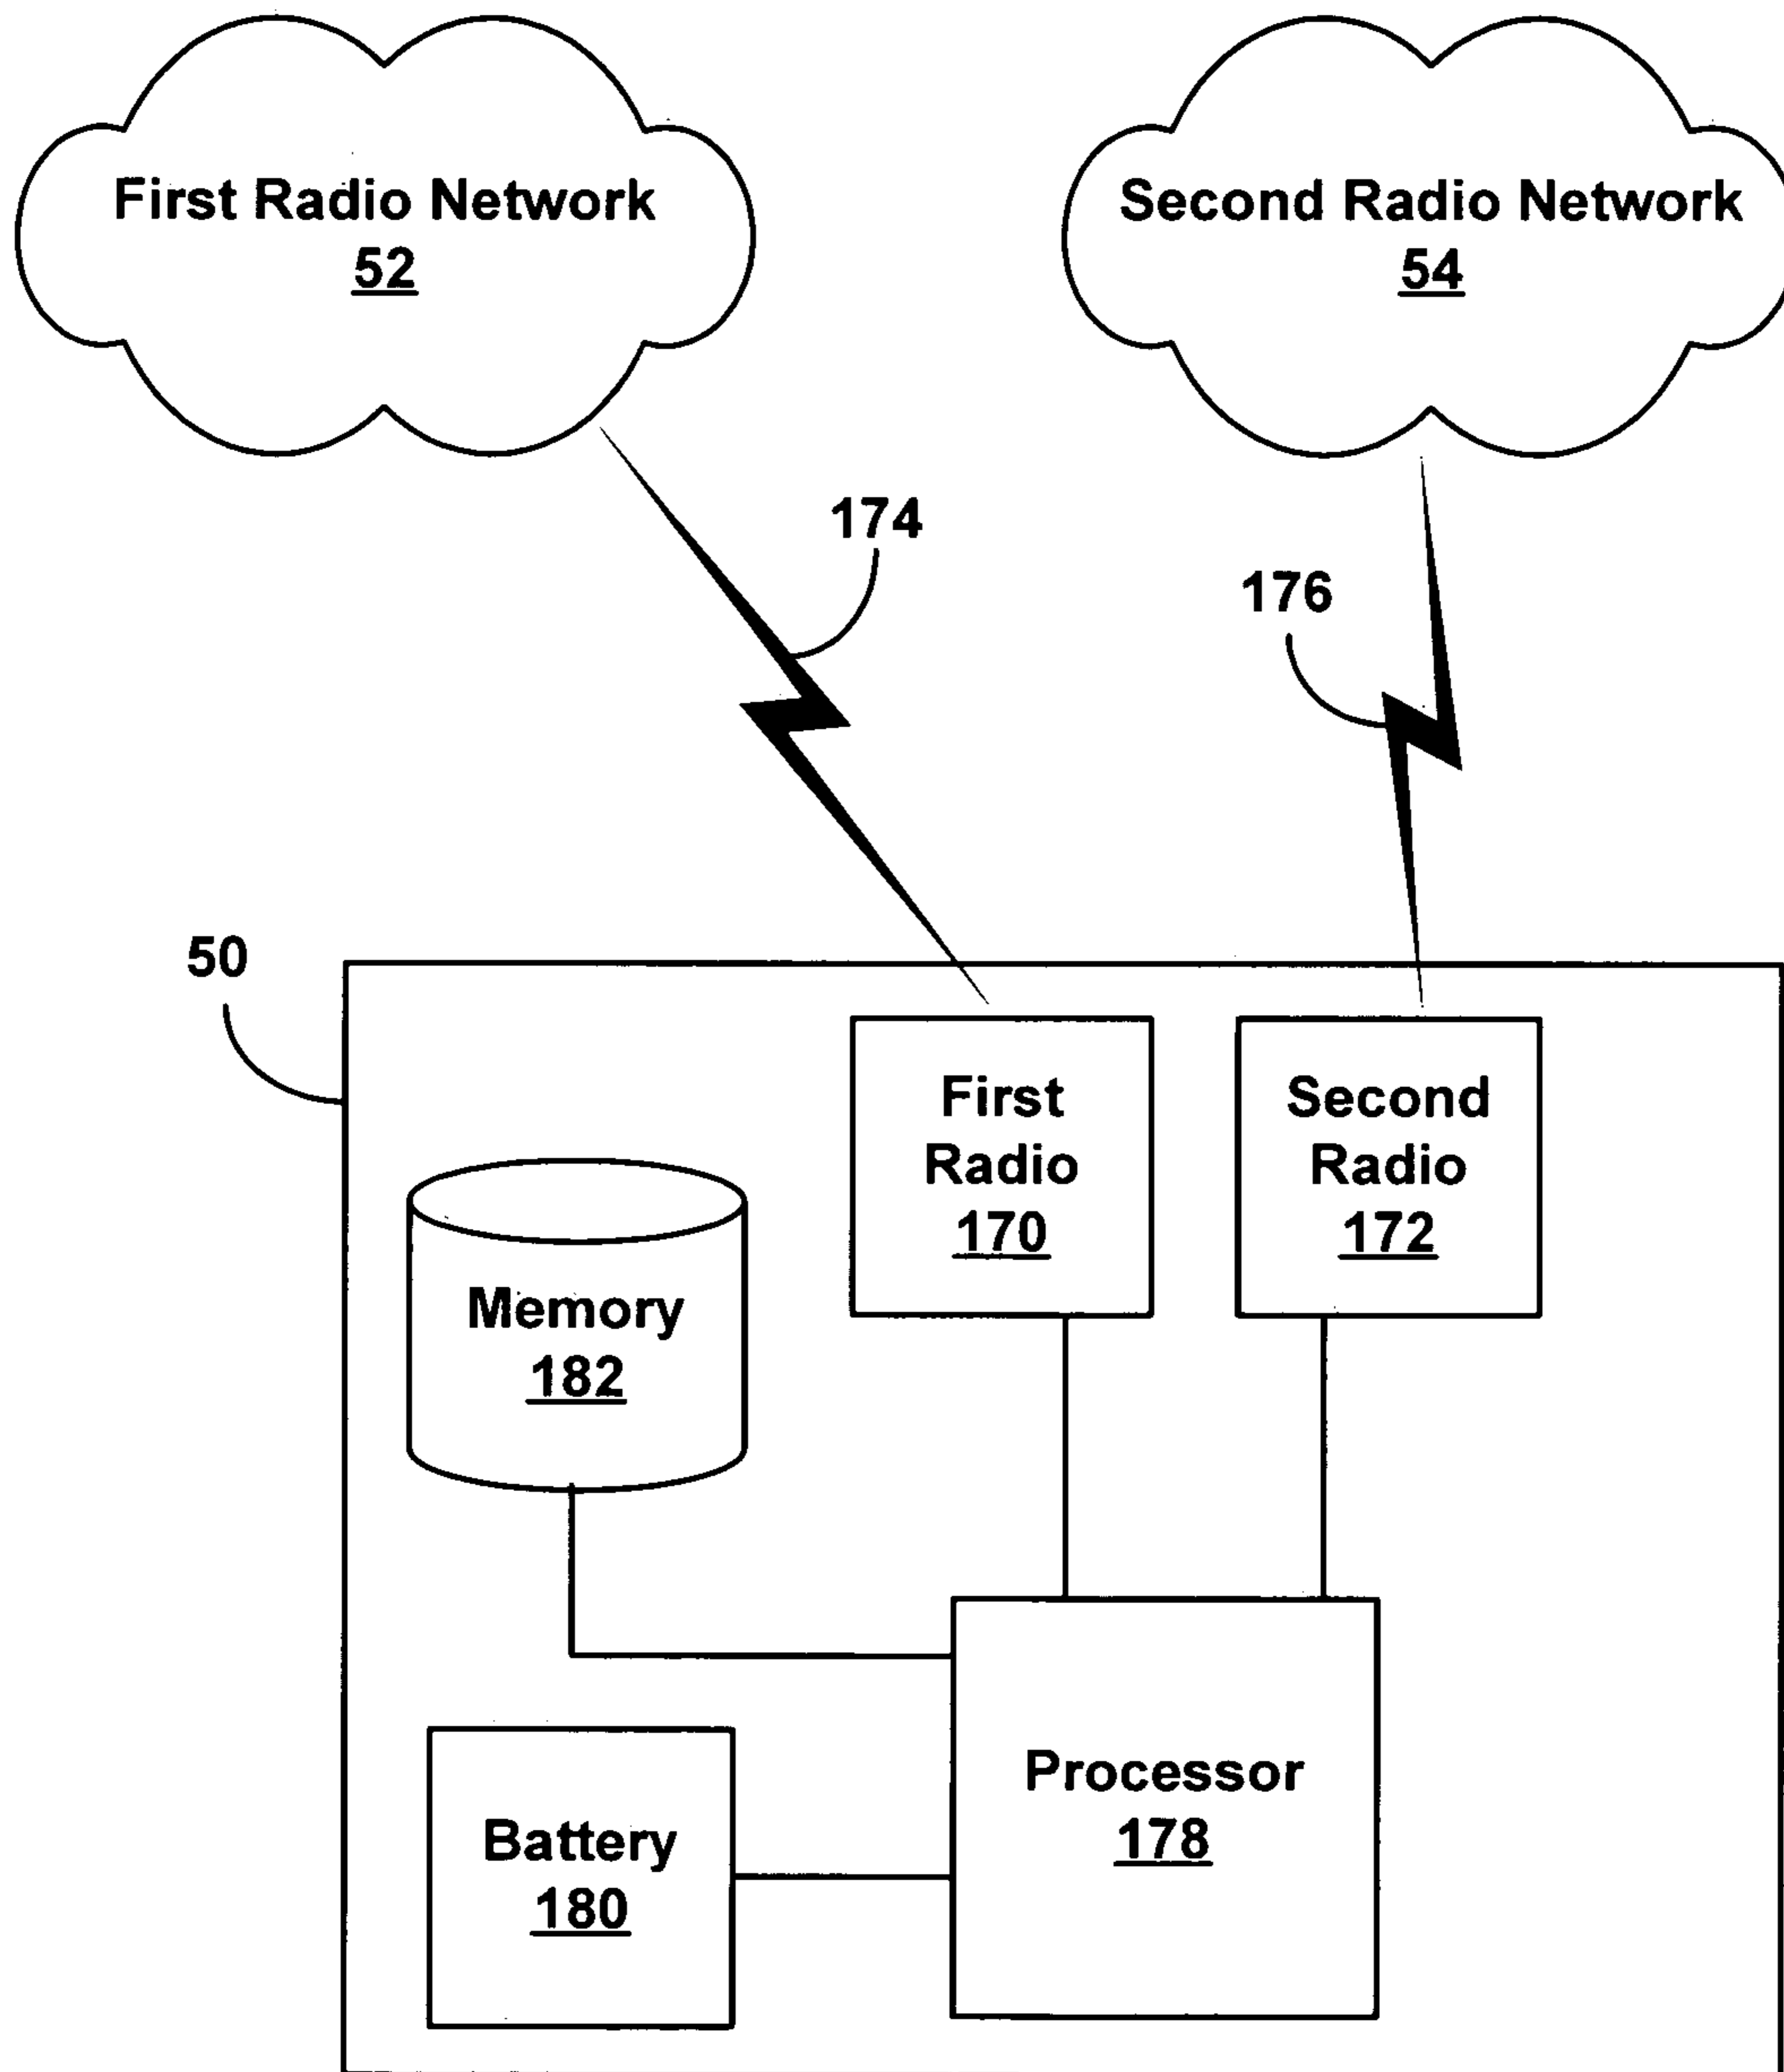 First Radio Network
52
Second Radio Network
54
174
176
50
First
Radio
170
Second
Radio
172
Memory
182
Processor
178
Battery
180